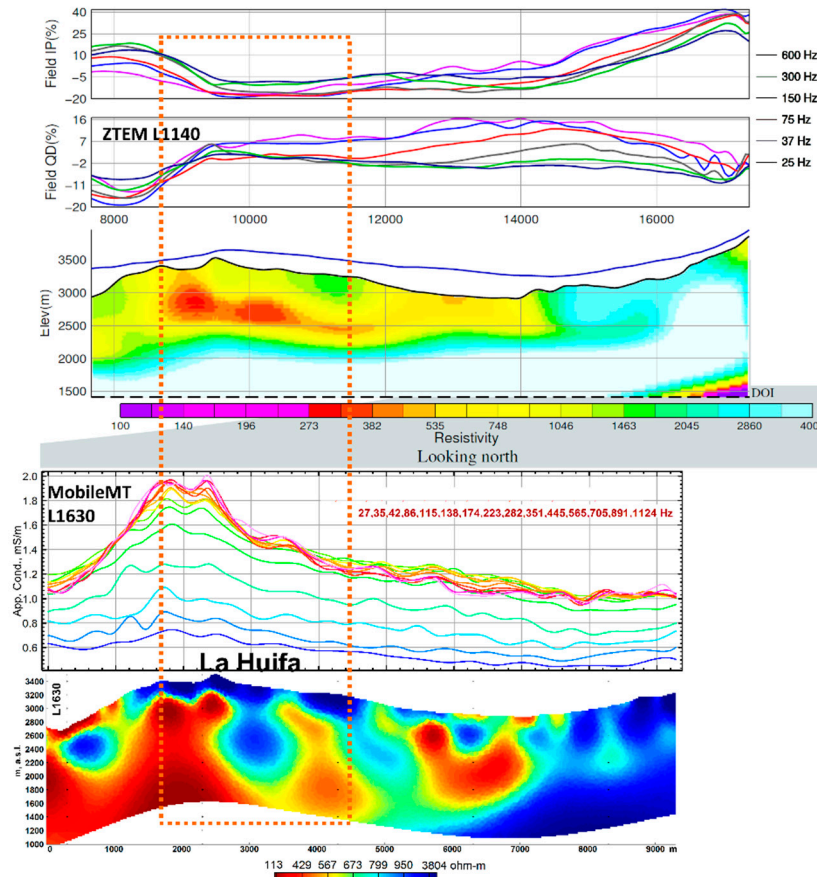 40
25
10
-5
-20
Field IP(%)
600 Hz
300 Hz
150 Hz
75 Hz
37 Hz
25 Hz
16
7
-2
-11
-20
Field QD(%)
ZTEM L1140
8000 10000 12000 14000 16000
3500
3000
2500
2000
1500
Elev(m)
DOI
100 140 196 273 382 535 748 1046 1463 2045 2860 400
Resistivity
Looking north
2.0
1.8
1.6
1.4
1.2
1.0
0.8
0.6
App. Cond., mS/m
MobileMT
L1630
27,35,42,86,115,138,174.223,282,351.445,565,705,891.1124 Hz
La Huifa
L1630
3400
3200
3000
2800
2600
2400
2200
2000
1800
1600
1400
1200
1000
m, a.s.l.
0 1000 2000 3000 4000 5000 6000 7000 8000 9000 m
113 429 567 673 799 950 3804 ohm-m